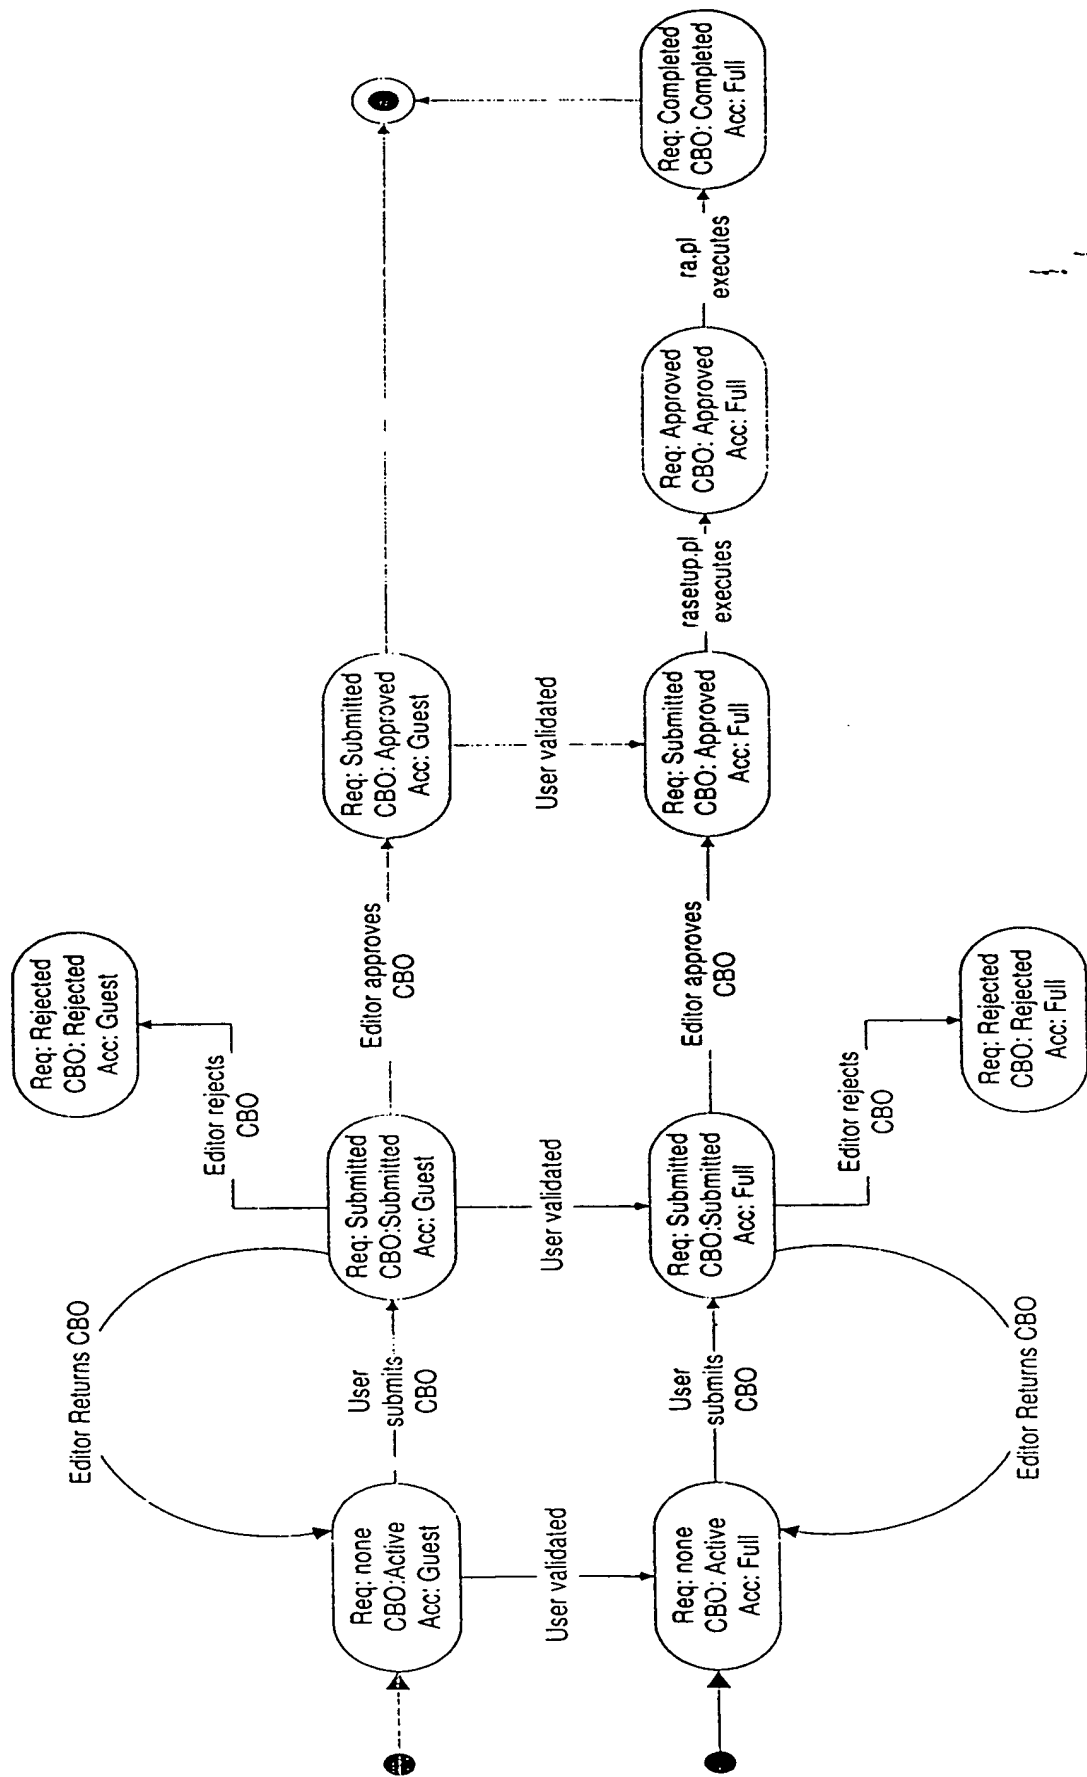 Editor Returns CBO
Editor rejects
CBO
Req: Rejected
CBO: Rejected
Acc: Guest
Req: none
CBO:Active
Acc: Guest
User
submits
CBO
Req: Submitted
CBO:Submitted
Acc: Guest
Editor approves
CBO
Req: Submitted
CBO: Approved
Acc: Guest
User validated
User validated
User validated
Req: none
CBO: Active
Acc: Full
User
submits
CBO
Req: Submitted
CBO:Submitted
Acc: Full
Editor approves
CBO
Req: Submitted
CBO: Approved
Acc: Full
rasetup.pl
executes
Req: Approved
CBO: Approved
Acc: Full
ra.pl
executes
Req: Completed
CBO: Completed
Acc: Full
Editor Returns CBO
Editor rejects
CBO
Req: Rejected
CBO: Rejected
Acc: Full